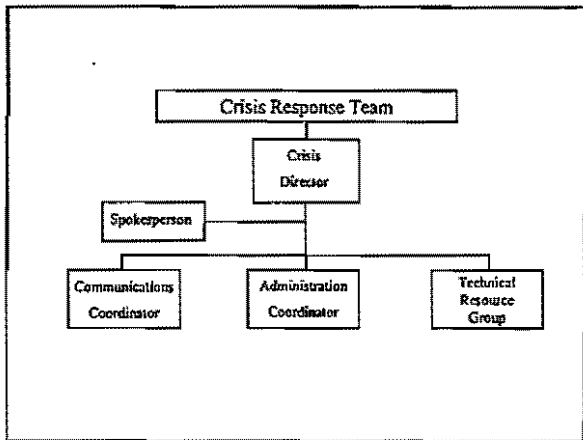 Crisis Response Team
Crisis
Director
Spokesperson
Communications
Coordinator
Administration
Coordinator
Technical
Resource
Group